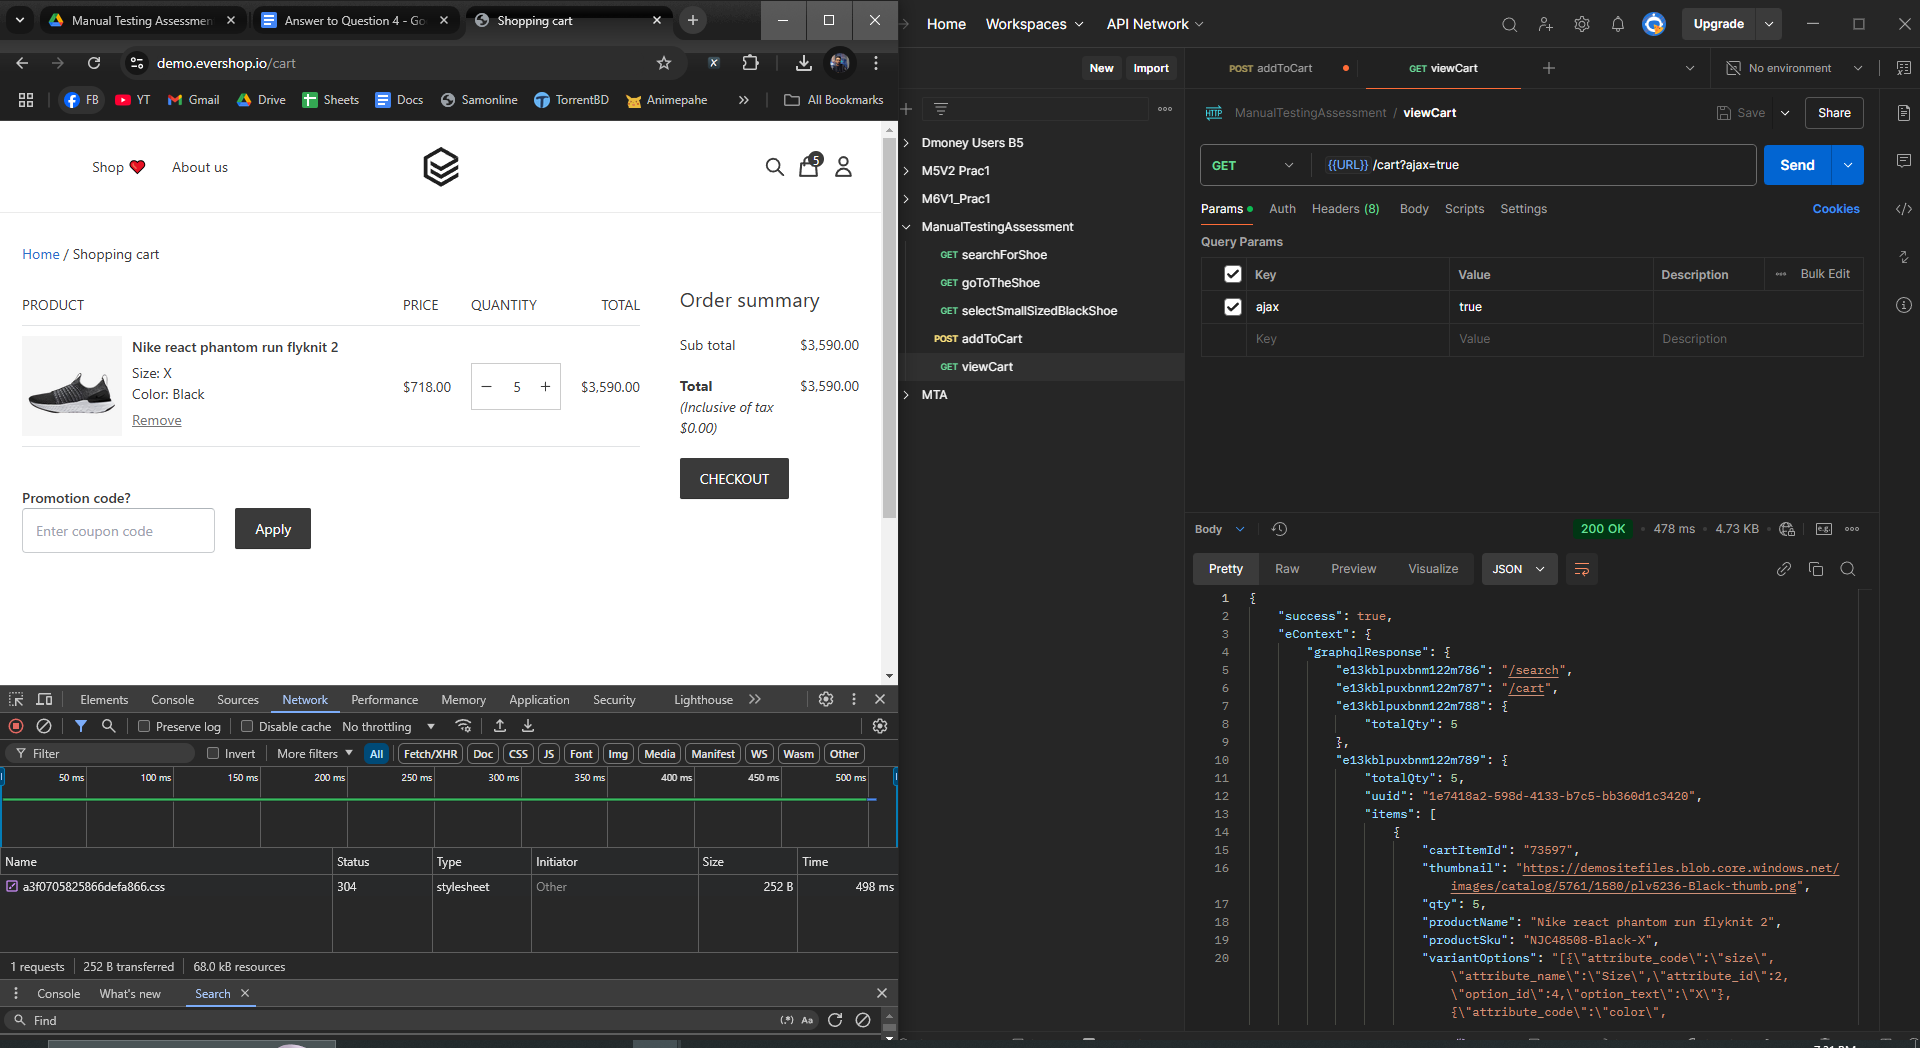 Manual Testing Assessmen
Answer to Question 4 - Go
Shopping cart
demo.evershop.io/cart
FB
YT
Gmail
Drive
Sheets
Docs
Samonline
TorrentBD
Animepahe
All Bookmarks
Shop
About us
5
Home / Shopping cart
PRODUCT PRICE QUANTITY TOTAL
Nike react phantom run flyknit 2
Size: X
Color: Black
Remove
$718.00
5
$3,590.00
Order summary
Sub total $3,590.00
Total $3,590.00
(Inclusive of tax
$0.00)
CHECKOUT
Promotion code?
Enter coupon code
Apply
Elements Console Sources Network Performance Memory Application Security Lighthouse
Preserve log Disable cache No throttling
Filter Invert More filters All Fetch/XHR Doc CSS JS Font Img Media Manifest WS Wasm Other
50 ms 100 ms 150 ms 200 ms 250 ms 300 ms 350 ms 400 ms 450 ms 500 ms
Name Status Type Initiator Size Time
a3f0705825866defa866.css 304 stylesheet Other 252 B 498 ms
1 requests 252 B transferred 68.0 kB resources
Console What's new Search
Find
(.*) Aa
Home Workspaces API Network
Upgrade
New Import
POST addToCart
GET viewCart
No environment
Dmoney Users B5
M5V2 Prac1
M6V1_Prac1
ManualTestingAssessment
GET searchForShoe
GET goToTheShoe
GET selectSmallSizedBlackShoe
POST addToCart
GET viewCart
MTA
HTTP ManualTestingAssessment / viewCart
Save
Share
GET {{URL}} /cart?ajax=true
Send
Params Auth Headers (8) Body Scripts Settings Cookies
Query Params
Key Value Description Bulk Edit
ajax true
Key Value Description
Body 200 OK 478 ms 4.73 KB e.g.
Pretty Raw Preview Visualize JSON
1 {
2 "success": true,
3 "eContext": {
4 "graphqlResponse": {
5 "e13kblpuxbnm122m786": "/search",
6 "e13kblpuxbnm122m787": "/cart",
7 "e13kblpuxbnm122m788": {
8 "totalQty": 5
9 },
10 "e13kblpuxbnm122m789": {
11 "totalQty": 5,
12 "uuid": "1e7418a2-598d-4133-b7c5-bb360d1c3420",
13 "items": [
14 {
15 "cartItemId": "73597",
16 "thumbnail": "https://demositefiles.blob.core.windows.net/
images/catalog/5761/1580/plv5236-Black-thumb.png",
17 "qty": 5,
18 "productName": "Nike react phantom run flyknit 2",
19 "productSku": "NJC48508-Black-X",
20 "variantOptions": "[{\"attribute_code\":\"size\",
\"attribute_name\":\"Size\",\"attribute_id\":2,
\"option_id\":4,\"option_text\":\"X\"},
{\"attribute_code\":\"color\",